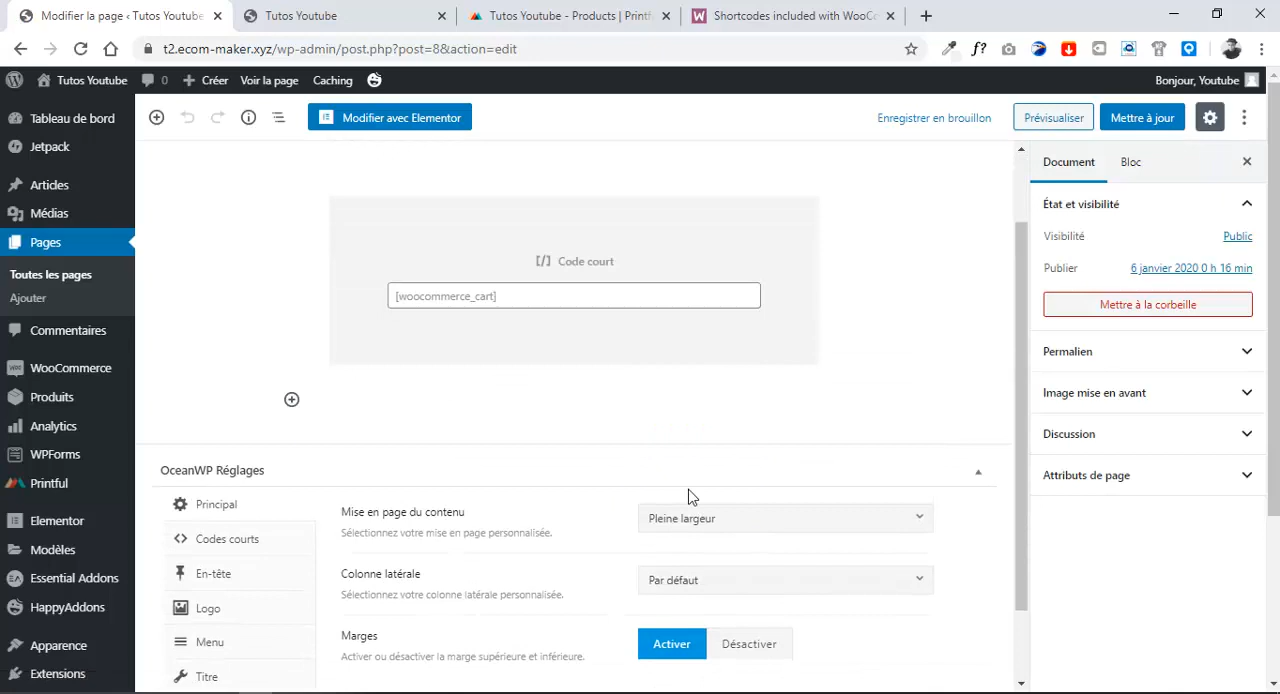 Modifier la page ‹ Tutos Youtube
Tutos Youtube
Tutos Youtube - Products | Printf
Shortcodes included with WooCo
t2.ecom-maker.xyz/wp-admin/post.php?post=8&action=edit
f?
Tutos Youtube
0
Créer
Voir la page
Caching
Bonjour, Youtube
Tableau de bord
Jetpack
Articles
Médias
Pages
Toutes les pages
Ajouter
Commentaires
WooCommerce
Produits
Analytics
WPForms
Printful
Elementor
Modèles
Essential Addons
HappyAddons
Apparence
Extensions
Modifier avec Elementor
Enregistrer en brouillon
Prévisualiser
Mettre à jour
[/] Code court
[woocommerce_cart]
OceanWP Réglages
Principal
Codes courts
En-tête
Logo
Menu
Titre
Mise en page du contenu
Sélectionnez votre mise en page personnalisée.
Pleine largeur
Colonne latérale
Sélectionnez votre colonne latérale personnalisée.
Par défaut
Marges
Activer ou désactiver la marge supérieure et inférieure.
Activer
Désactiver
Document
Bloc
État et visibilité
Visibilité
Public
Publier
6 janvier 2020 0 h 16 min
Mettre à la corbeille
Permalien
Image mise en avant
Discussion
Attributs de page